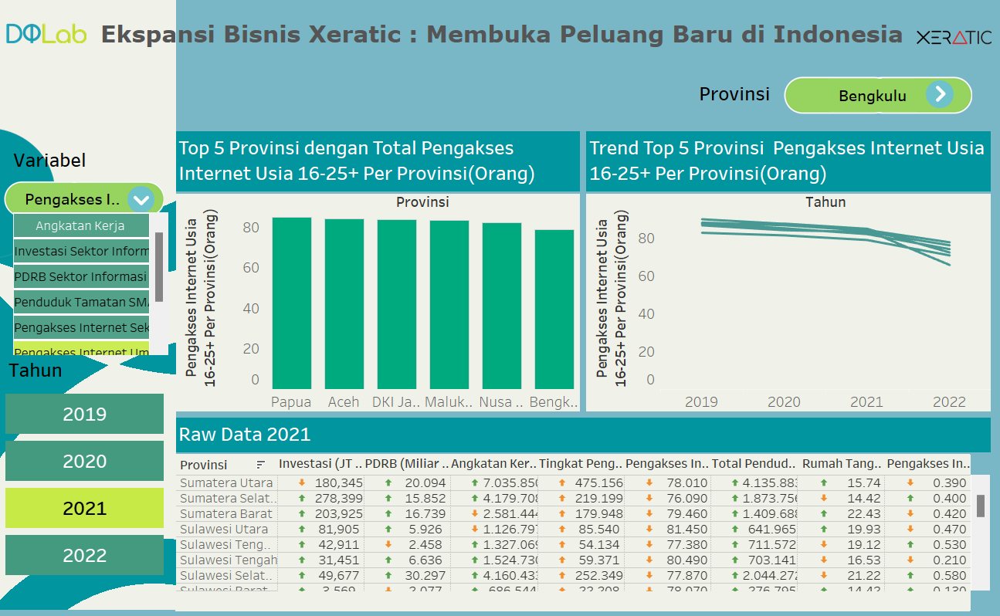 DQLab
Ekspansi Bisnis Xeratic : Membuka Peluang Baru di Indonesia
XERATIC
Provinsi
Bengkulu
Variabel
Pengakses I..
Angkatan Kerja
Investasi Sektor Inform
PDRB Sektor Informasi
Penduduk Tamatan SMA
Pengakses Internet Sek
Pengakses Internet Um
Tahun
2019
2020
2021
2022
Top 5 Provinsi dengan Total Pengakses
Internet Usia 16-25+ Per Provinsi(Orang)
Provinsi
Pengakses Internet Usia
16-25+ Per Provinsi(Orang)
80
60
40
20
0
Papua Aceh DKI Ja.. Maluk.. Nusa .. Bengk..
Trend Top 5 Provinsi Pengakses Internet Usia
16-25+ Per Provinsi(Orang)
Tahun
Pengakses Internet Usia
16-25+ Per Provinsi(Orang)
80
60
40
20
0
2019 2020 2021 2022
Raw Data 2021
Provinsi Investasi (JT .. PDRB (Miliar .. Angkatan Ker.. Tingkat Peng.. Pengakses In.. Total Pendud.. Rumah Tang.. Pengakses In..
Sumatera Utara 180,345 20.094 7.035.850 475.156 78.010 4.135.883 15.74 0.390
Sumatera Selat.. 278,399 15.852 4.179.708 219.199 76.090 1.873.756 14.42 0.400
Sumatera Barat 203,925 16.739 2.581.444 179.948 79.460 1.409.688 22.43 0.420
Sulawesi Utara 81,905 5.926 1.126.797 85.540 81.450 641.965 19.93 0.470
Sulawesi Teng.. 42,911 2.458 1.327.069 54.134 77.380 711.572 19.12 0.530
Sulawesi Tengah 31,451 6.636 1.524.730 59.371 80.490 703.141 16.53 0.210
Sulawesi Selat.. 49,677 30.297 4.160.433 252.349 77.870 2.044.272 21.22 0.580
Sulawesi Barat 3,569 2.077 686.544 22.208 78.070 276.795 14.42 0.130